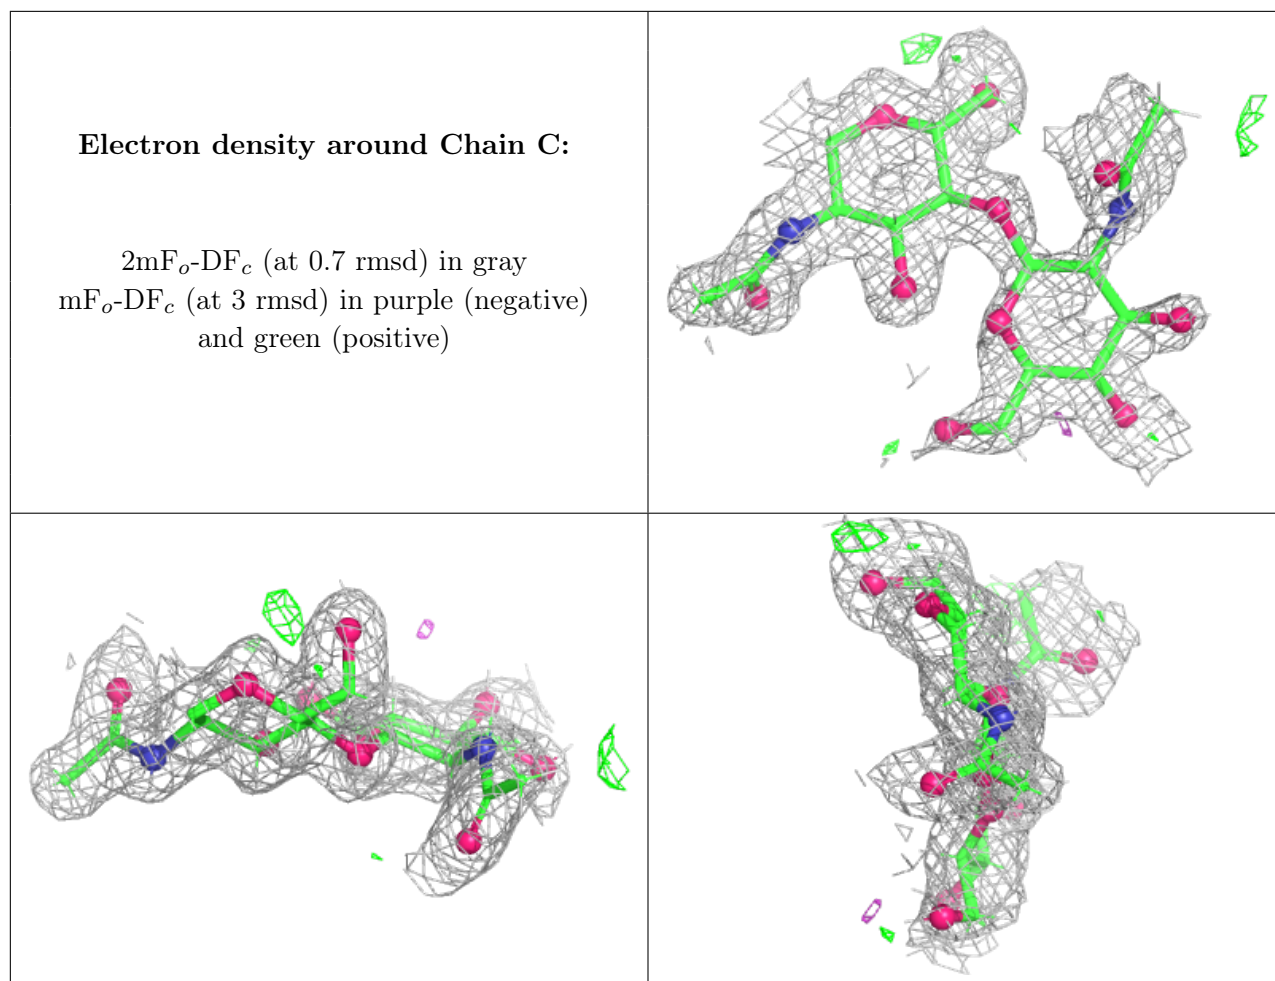 Electron density around Chain C:
2mFo-DFc (at 0.7 rmsd) in gray
mFo-DFc (at 3 rmsd) in purple (negative)
and green (positive)